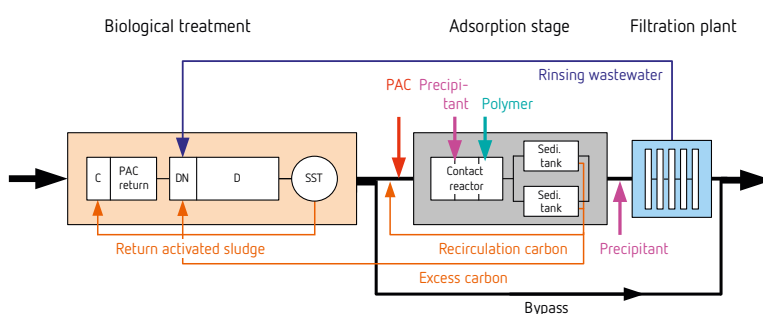 Biological treatment
Adsorption stage
Filtration plant
Rinsing wastewater
PAC
Precipi-
tant
Polymer
C
PAC
return
DN
D
SST
Contact
reactor
Sedi.
tank
Sedi.
tank
Return activated sludge
Recirculation carbon
Precipitant
Excess carbon
Bypass